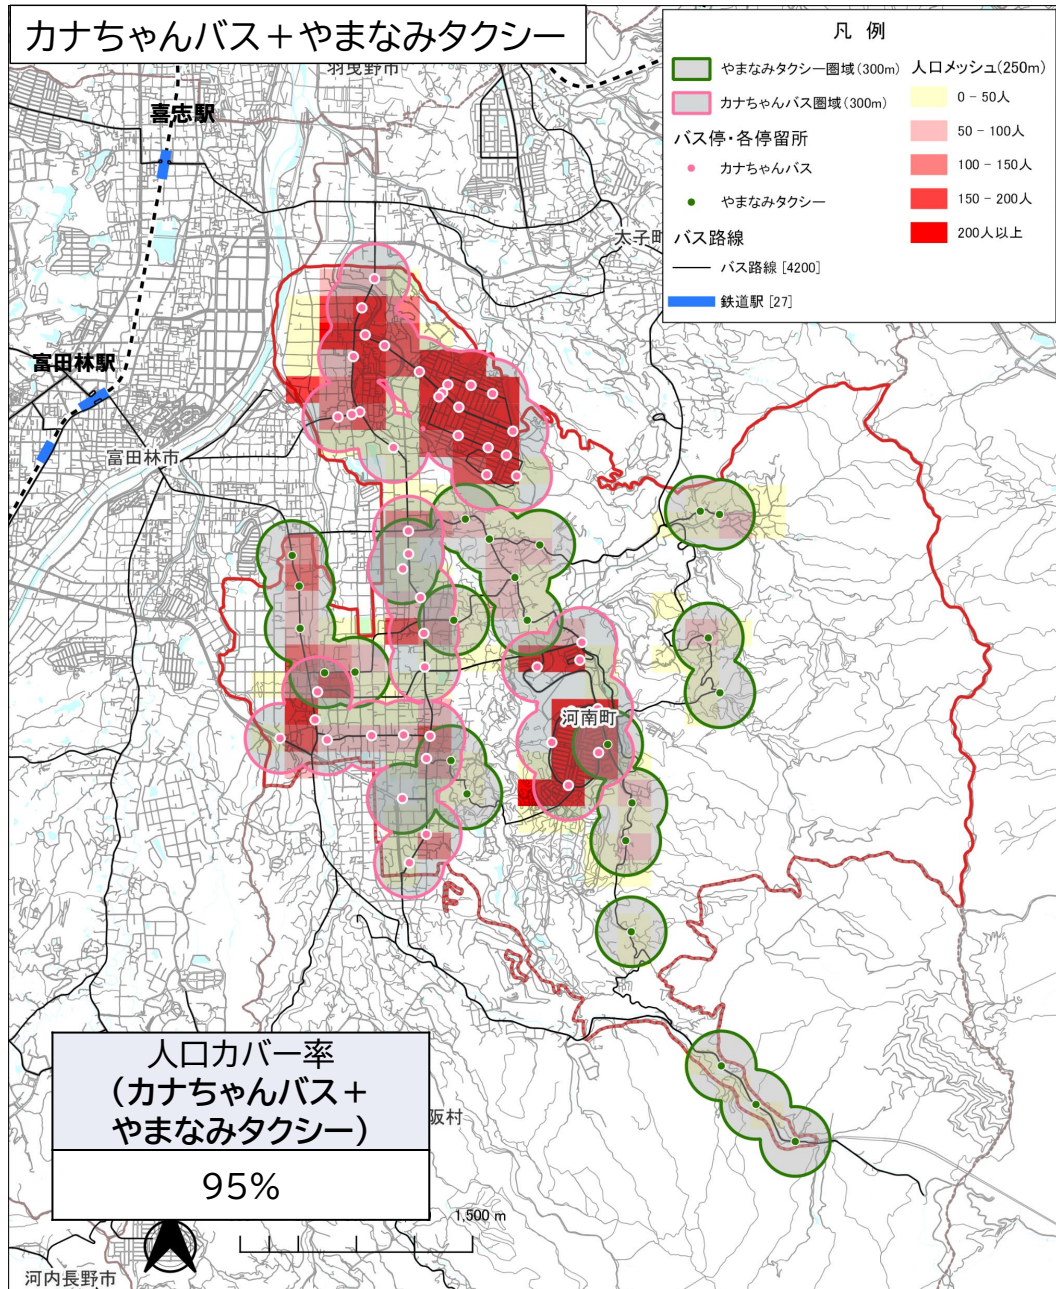 カナちゃんバス＋やまなみタクシー
凡 例
やまなみタクシー圏域(300m)
カナちゃんバス圏域(300m)
バス停・各停留所
カナちゃんバス
やまなみタクシー
バス路線
バス路線 [4200]
鉄道駅 [27]
人口メッシュ(250m)
0 - 50人
50 - 100人
100 - 150人
150 - 200人
200人以上
羽曳野市
喜志駅
太子町
富田林駅
富田林市
河南町
人口カバー率
(カナちゃんバス＋
やまなみタクシー)
95%
阪村
1,500 m
河内長野市